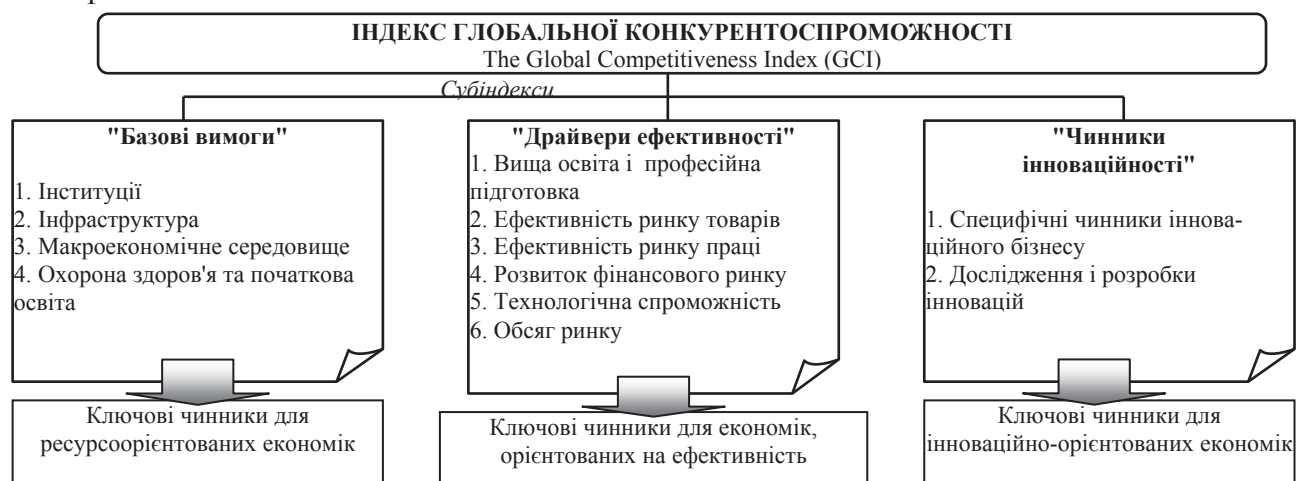 ІНДЕКС ГЛОБАЛЬНОЇ КОНКУРЕНТОСПРОМОЖНОСТІ
The Global Competitiveness Index (GCI)
Субіндекси
"Базові вимоги"
1. Інституції
2. Інфраструктура
3. Макроекономічне середовище
4. Охорона здоров'я та початкова
освіта
Ключові чинники для
ресурсоорієнтованих економік
"Драйвери ефективності"
1. Вища освіта і професійна
підготовка
2. Ефективність ринку товарів
3. Ефективність ринку праці
4. Розвиток фінансового ринку
5. Технологічна спроможність
6. Обсяг ринку
Ключові чинники для економік,
орієнтованих на ефективність
"Чинники
інноваційності"
1. Специфічні чинники іннова-
ційного бізнесу
2. Дослідження і розробки
інновацій
Ключові чинники для
інноваційно-орієнтованих економік